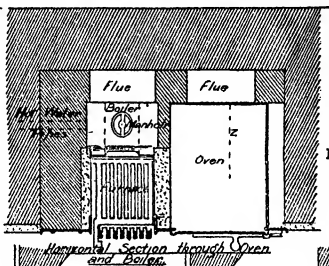 Flue
Flue
Boiler
Hot Water
Manhole
Pipes
Z
Oven
Furnace
Horizontal Section through Oven
and Boiler.